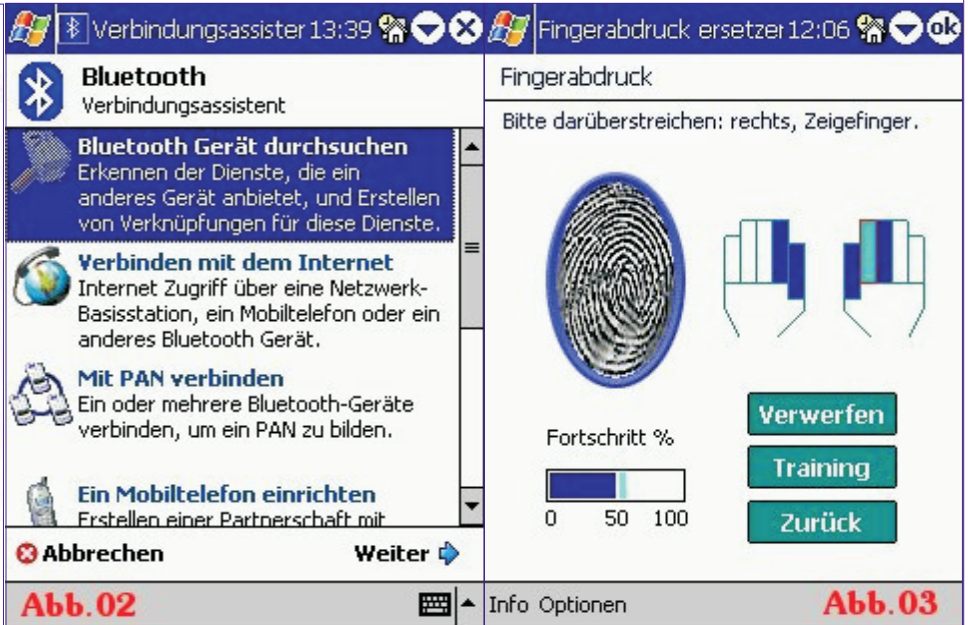 Verbindungsassister 13:39
Bluetooth
Verbindungsassistent
Bluetooth Gerät durchsuchen
Erkennen der Dienste, die ein
anderes Gerät anbietet, und Erstellen
von Verknüpfungen für diese Dienste.
Verbinden mit dem Internet
Internet Zugriff über eine Netzwerk-
Basisstation, ein Mobiltelefon oder ein
anderes Bluetooth Gerät.
Mit PAN verbinden
Ein oder mehrere Bluetooth-Geräte
verbinden, um ein PAN zu bilden.
Ein Mobiltelefon einrichten
Erstellen einer Partnerschaft mit
Abbrechen Weiter
Abb.02
Fingerabdruck ersetzer 12:06 ok
Fingerabdruck
Bitte darüberstreichen: rechts, Zeigefinger.
Fortschritt %
0 50 100
Verwerfen
Training
Zurück
Info Optionen
Abb.03